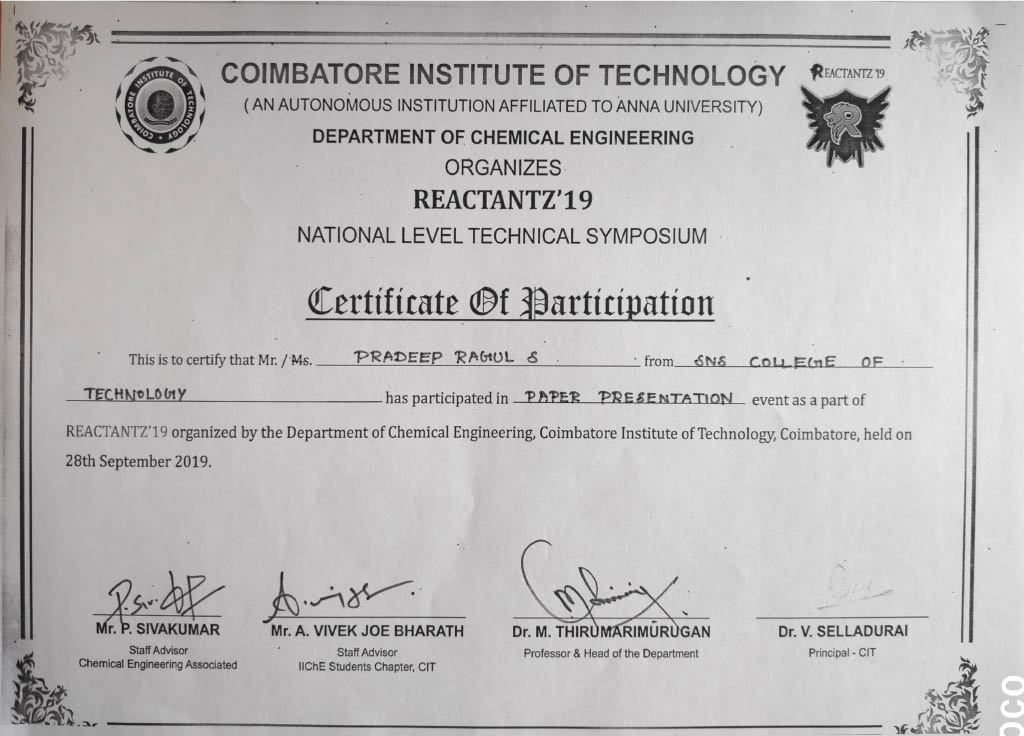 COIMBATORE INSTITUTE OF TECHNOLOGY
REACTANTZ'19
COIMBATORE INSTITUTE OF TECHNOLOGY
( AN AUTONOMOUS INSTITUTION AFFILIATED TO ANNA UNIVERSITY)
DEPARTMENT OF CHEMICAL ENGINEERING
ORGANIZES
REACTANTZ'19
NATIONAL LEVEL TECHNICAL SYMPOSIUM
Certificate Of Participation
This is to certify that Mr. / Ms. PRADEEP RAGUL S from SNS COLLEGE OF
TECHNOLOGY has participated in PAPER PRESENTATION event as a part of
REACTANTZ'19 organized by the Department of Chemical Engineering, Coimbatore Institute of Technology, Coimbatore, held on
28th September 2019.
Mr. P. SIVAKUMAR Mr. A. VIVEK JOE BHARATH Dr. M. THIRUMARIMURUGAN Dr. V. SELLADURAI
Staff Advisor Staff Advisor Professor & Head of the Department Principal - CIT
Chemical Engineering Associated IIChE Students Chapter, CIT